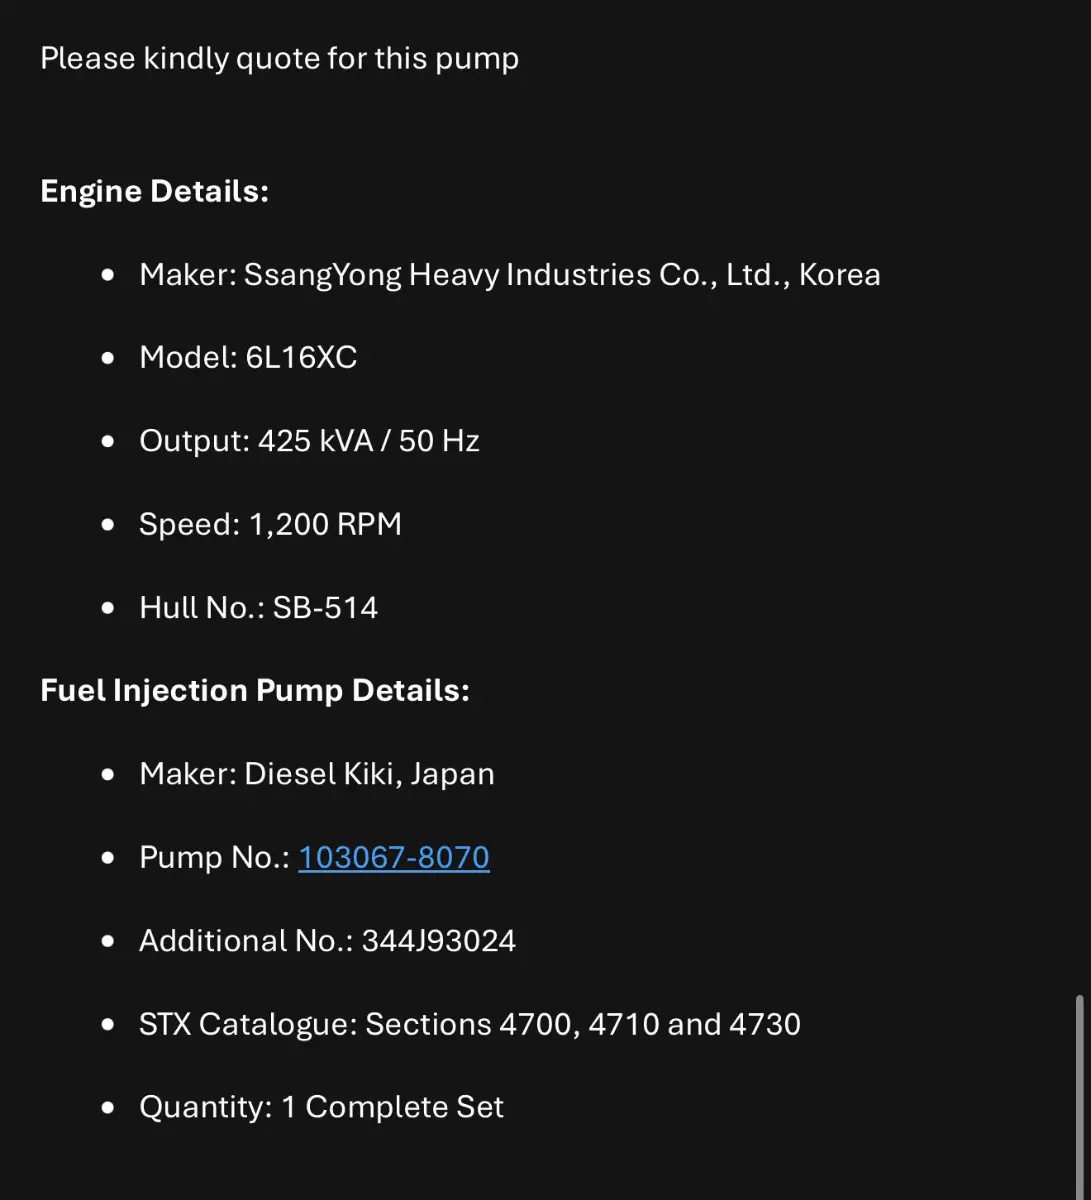 Please kindly quote for this pump
Engine Details:
• Maker: SsangYong Heavy Industries Co., Ltd., Korea
• Model: 6L16XC
• Output: 425 kVA / 50 Hz
• Speed: 1,200 RPM
• Hull No.: SB-514
Fuel Injection Pump Details:
• Maker: Diesel Kiki, Japan
• Pump No.: 103067-8070
• Additional No.: 344J93024
• STX Catalogue: Sections 4700, 4710 and 4730
• Quantity: 1 Complete Set